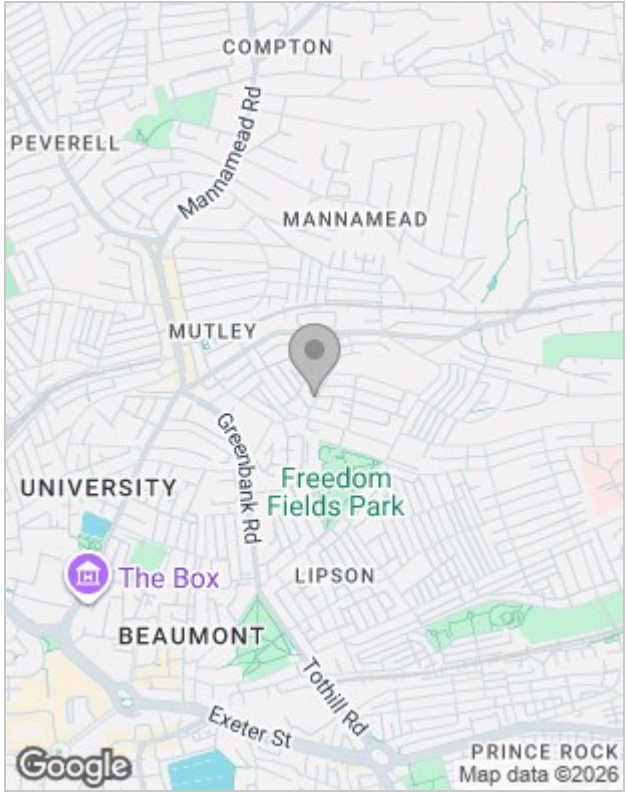 COMPTON
PEVERELL
Mannamead Rd
MANNAMEAD
MUTLEY
Greenbank Rd
UNIVERSITY
Freedom
Fields Park
The Box
LIPSON
BEAUMONT
Tothill Rd
Exeter St
PRINCE ROCK
Google
Map data ©2026